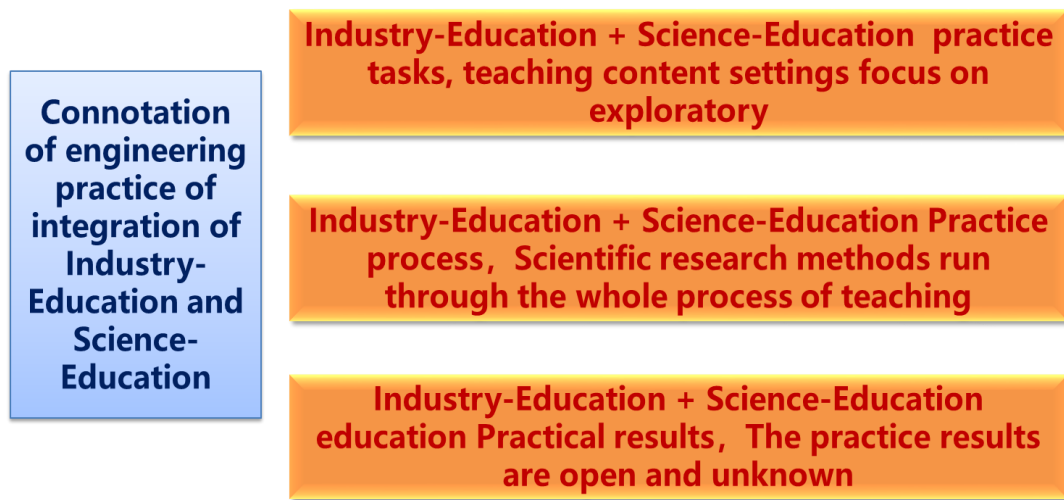 Connotation
of engineering
practice of
integration of
Industry-
Education and
Science-
Education
Industry-Education + Science-Education practice
tasks, teaching content settings focus on
exploratory
Industry-Education + Science-Education Practice
process，Scientific research methods run
through the whole process of teaching
Industry-Education + Science-Education
education Practical results，The practice results
are open and unknown